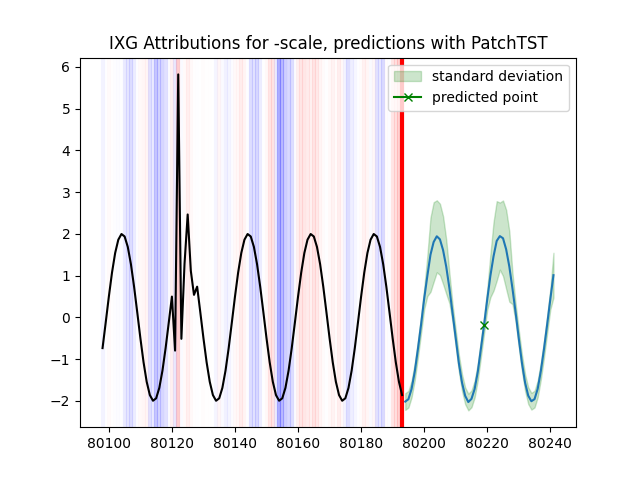 IXG Attributions for -scale, predictions with PatchTST
standard deviation
predicted point
6
5
4
3
2
1
0
−1
−2
80100 80120 80140 80160 80180 80200 80220 80240